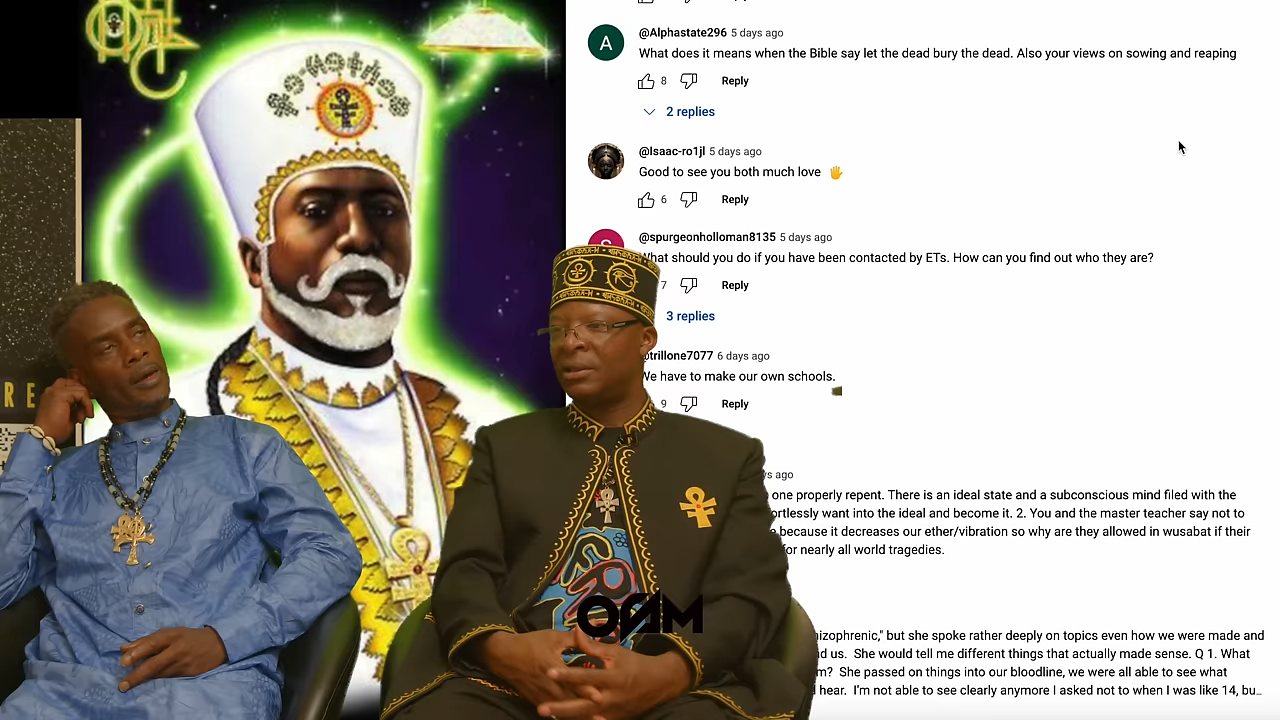 @Alphastate296 5 days ago
What does it means when the Bible say let the dead bury the dead. Also your views on sowing and reaping
8
Reply
2 replies
@Isaac-ro1jl 5 days ago
Good to see you both much love 🖐
6
Reply
@spurgeonholloman8135 5 days ago
What should you do if you have been contacted by ETs. How can you find out who they are?
7
Reply
3 replies
trillone7077 6 days ago
We have to make our own schools.
9
Reply
ago
one properly repent. There is an ideal state and a subconscious mind filed with the
want into the ideal and become it. 2. You and the master teacher say not to
because it decreases our ether/vibration so why are they allowed in wusabat if their
for nearly all world tragedies.
but she spoke rather deeply on topics even how we were made and
us. She would tell me different things that actually made sense. Q 1. What
She passed on things into our bloodline, we were all able to see what
hear. I'm not able to see clearly anymore I asked not to when I was like 14, bu...
A
RE
OFAM